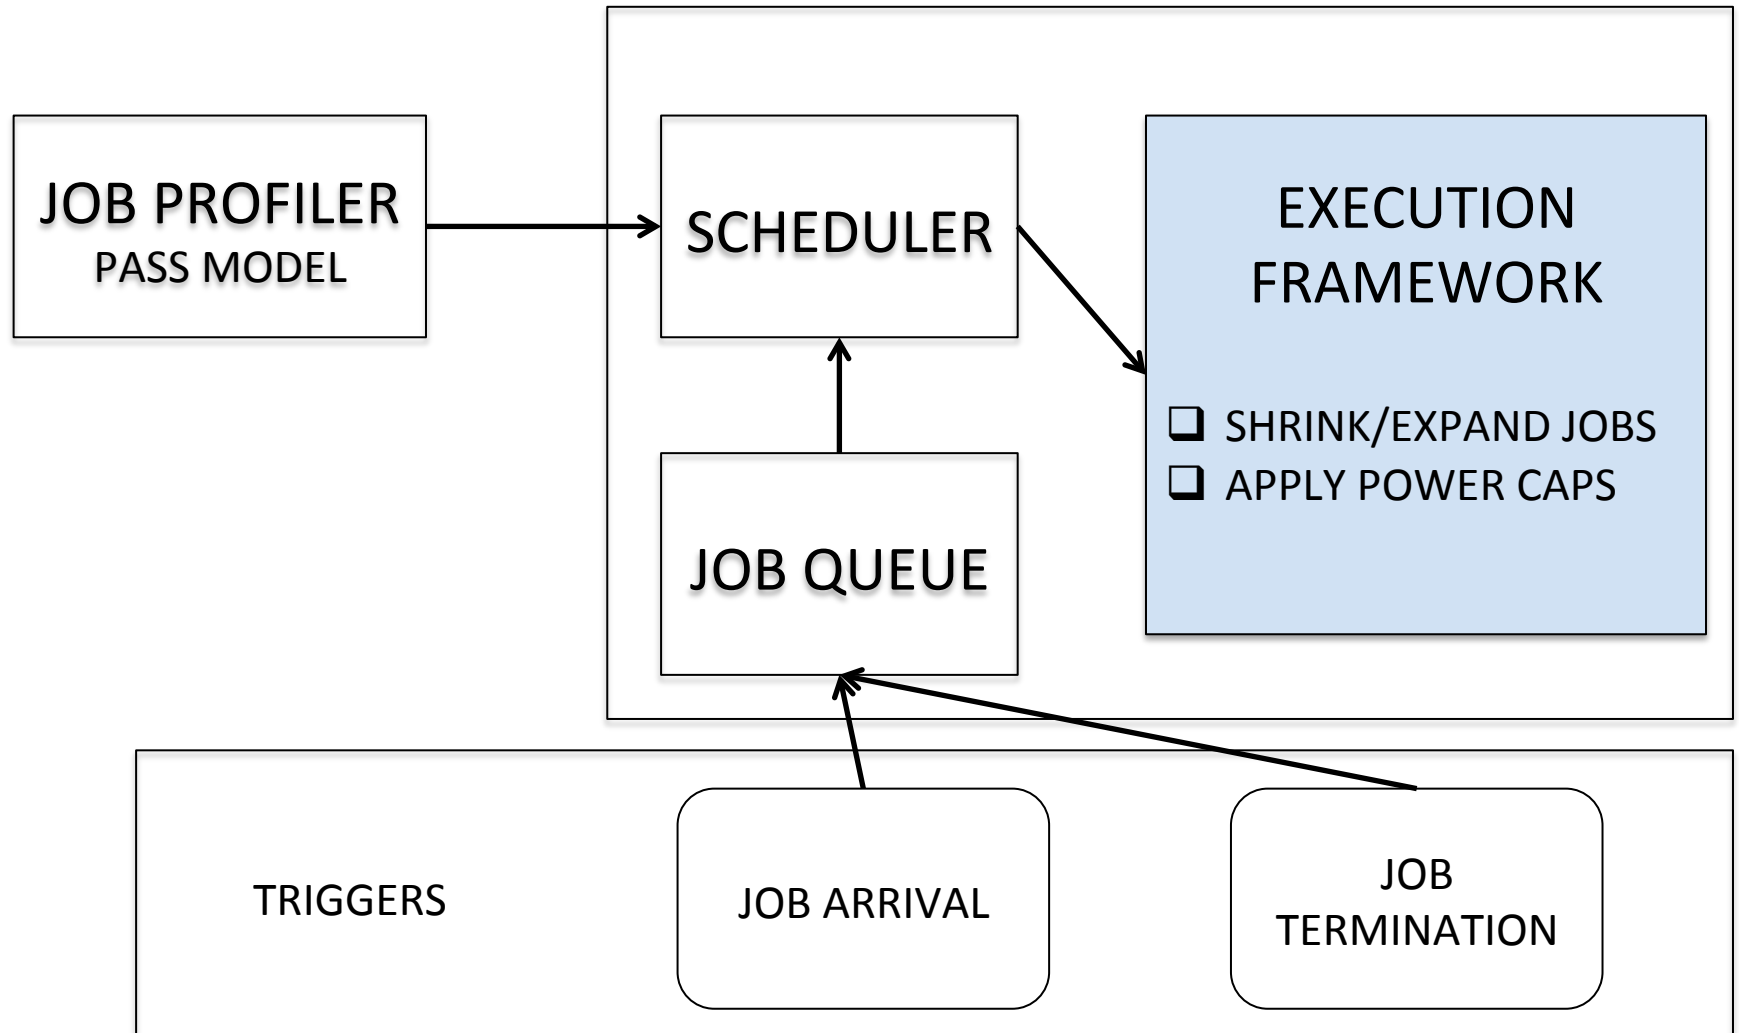 JOB PROFILER
PASS MODEL
SCHEDULER
EXECUTION
FRAMEWORK
❑ SHRINK/EXPAND JOBS
❑ APPLY POWER CAPS
JOB QUEUE
TRIGGERS
JOB ARRIVAL
JOB
TERMINATION